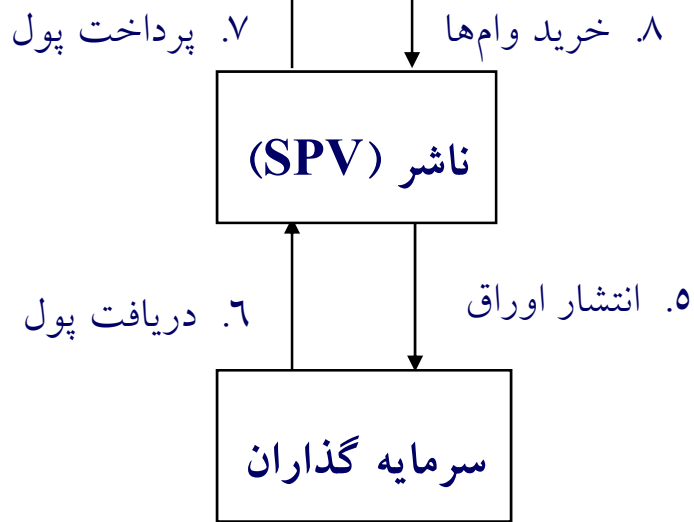 ۸. خرید وام‌ها
۷. پرداخت پول
ناشر (SPV)
۵. انتشار اوراق
۶. دریافت پول
سرمایه گذاران